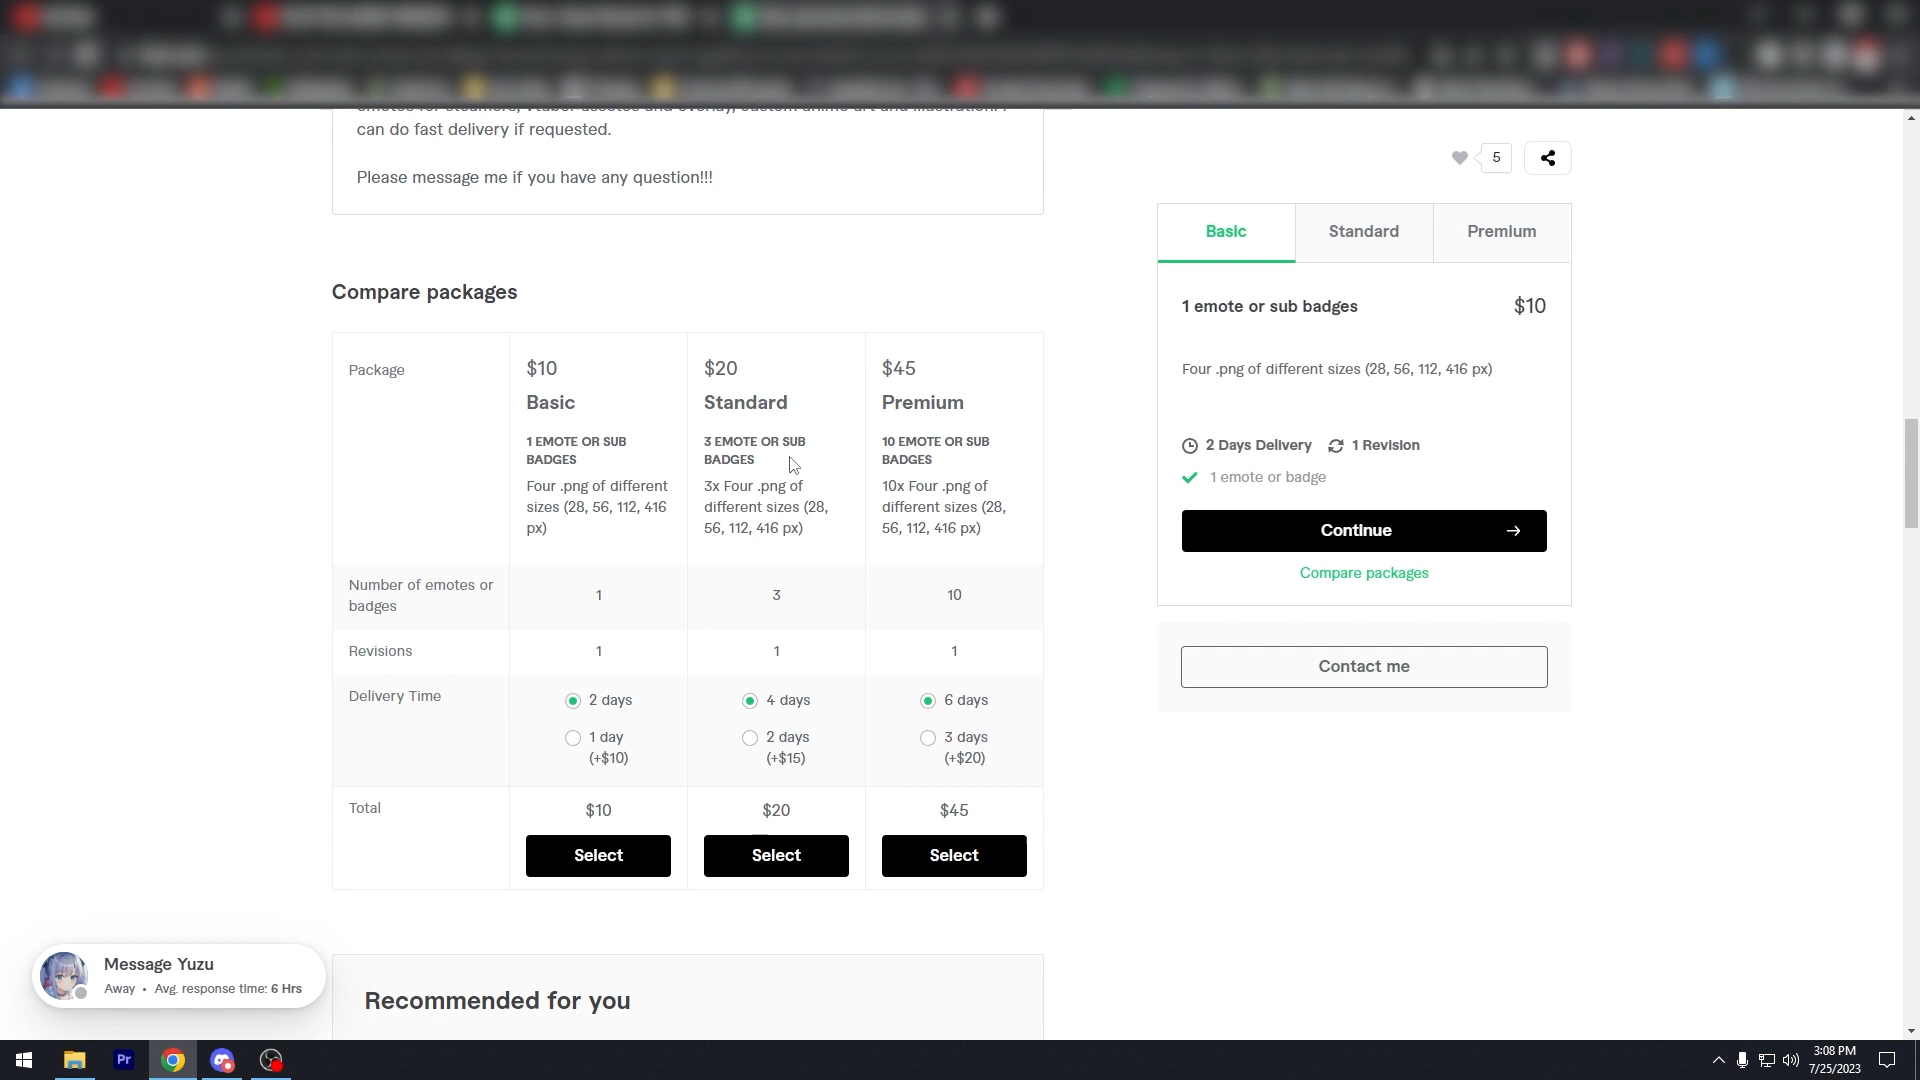 can do fast delivery if requested.
Please message me if you have any question!!!
5
Compare packages
Package
$10
Basic
1 EMOTE OR SUB
BADGES
Four .png of different
sizes (28, 56, 112, 416
px)
$20
Standard
3 EMOTE OR SUB
BADGES
3x Four .png of
different sizes (28,
56, 112, 416 px)
$45
Premium
10 EMOTE OR SUB
BADGES
10x Four .png of
different sizes (28,
56, 112, 416 px)
Number of emotes or
badges
1
3
10
Revisions
1
1
1
Delivery Time
2 days
1 day
(+$10)
4 days
2 days
(+$15)
6 days
3 days
(+$20)
Total
$10
$20
$45
Select
Select
Select
Recommended for you
Basic
Standard
Premium
1 emote or sub badges
$10
Four .png of different sizes (28, 56, 112, 416 px)
2 Days Delivery
1 Revision
1 emote or badge
Continue
Compare packages
Contact me
Message Yuzu
Away • Avg. response time: 6 Hrs
Pr
3:08 PM
7/25/2023